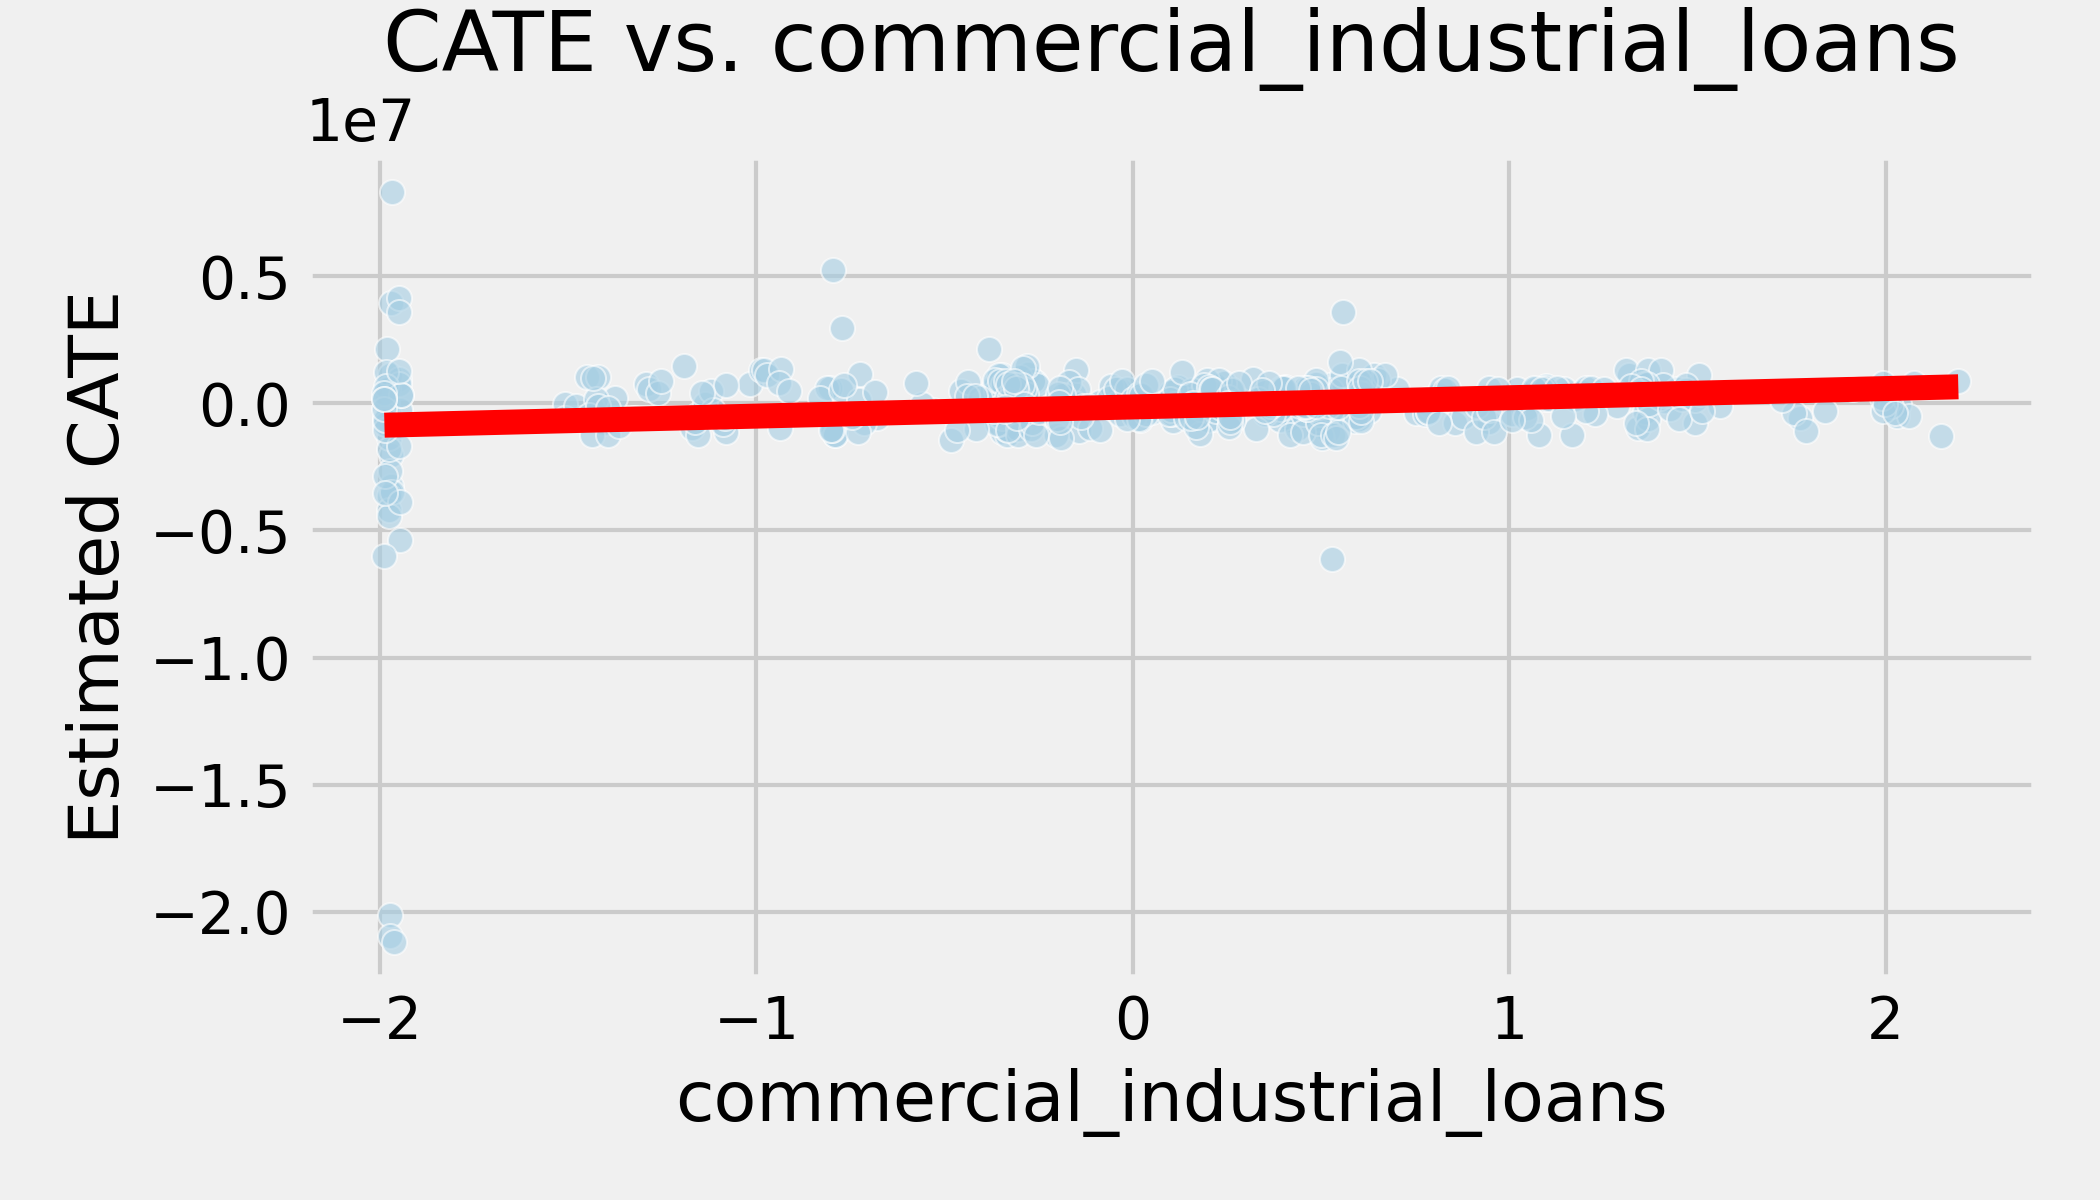 CATE vs. commercial_industrial_loans
1e7
0.5
0.0
−0.5
−1.0
−1.5
−2.0
Estimated CATE
−2 −1 0 1 2
commercial_industrial_loans